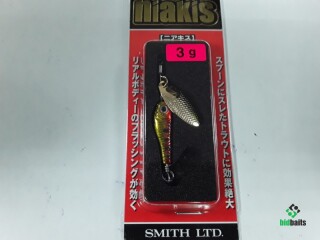 niakis
【ニアキス】
3g
スプーンにスレたトラウトに効果絶大
リアルボディーのフラッシングが効く
SMITH LTD.
bidbaits